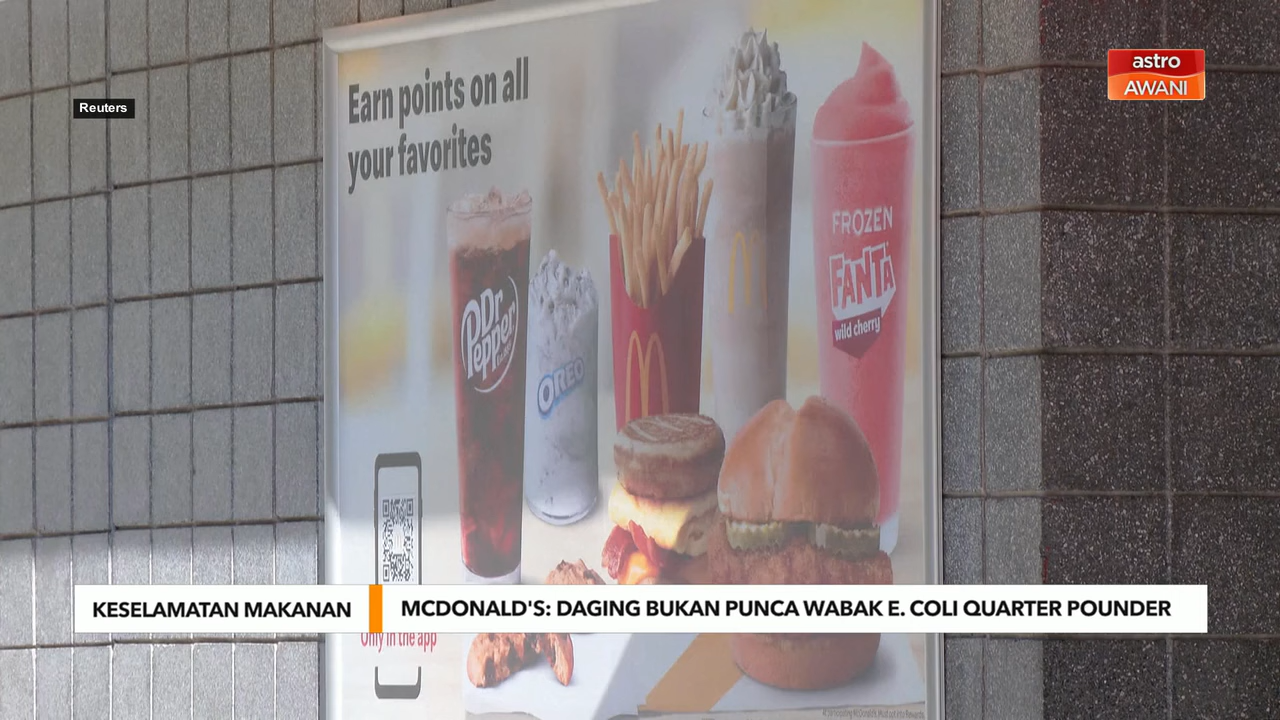 astro
AWANI
Reuters
Earn points on all
your favorites
FROZEN
FANTA
wild cherry
Dr
Pepper
OREO
KESELAMATAN MAKANAN
MCDONALD'S: DAGING BUKAN PUNCA WABAK E. COLI QUARTER POUNDER
Only in the app